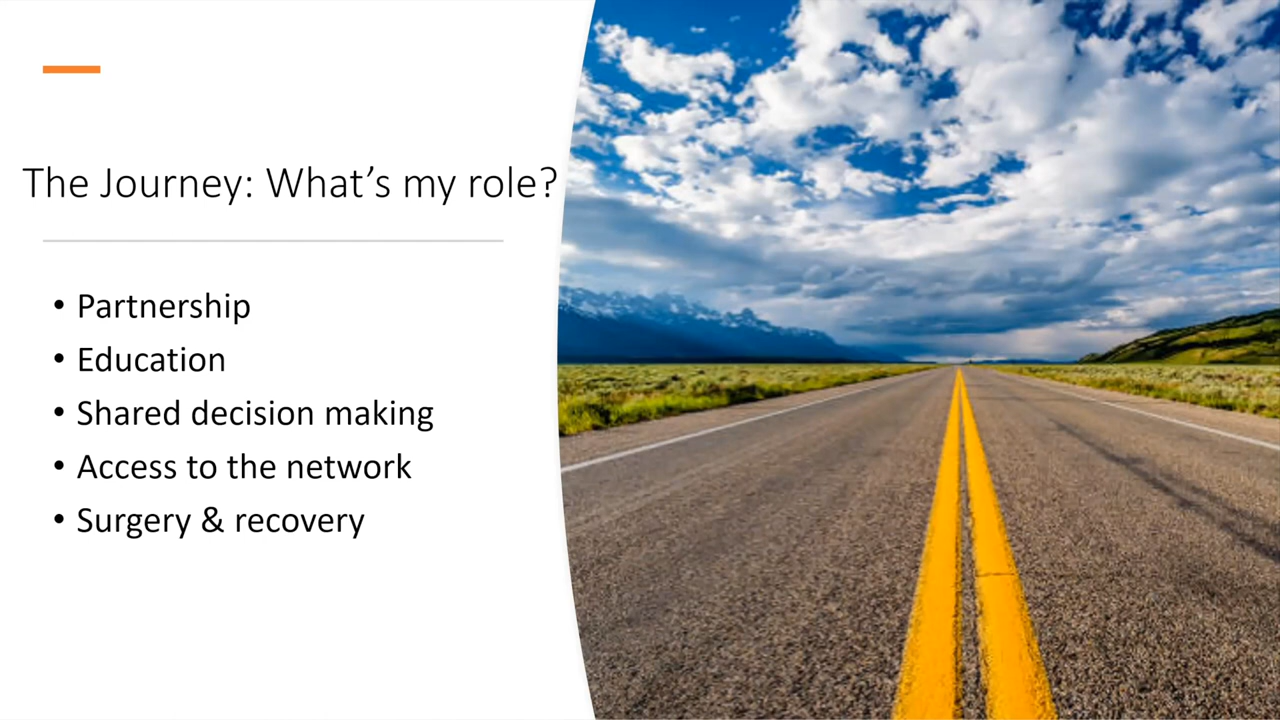 The Journey: What’s my role?
• Partnership
• Education
• Shared decision making
• Access to the network
• Surgery & recovery